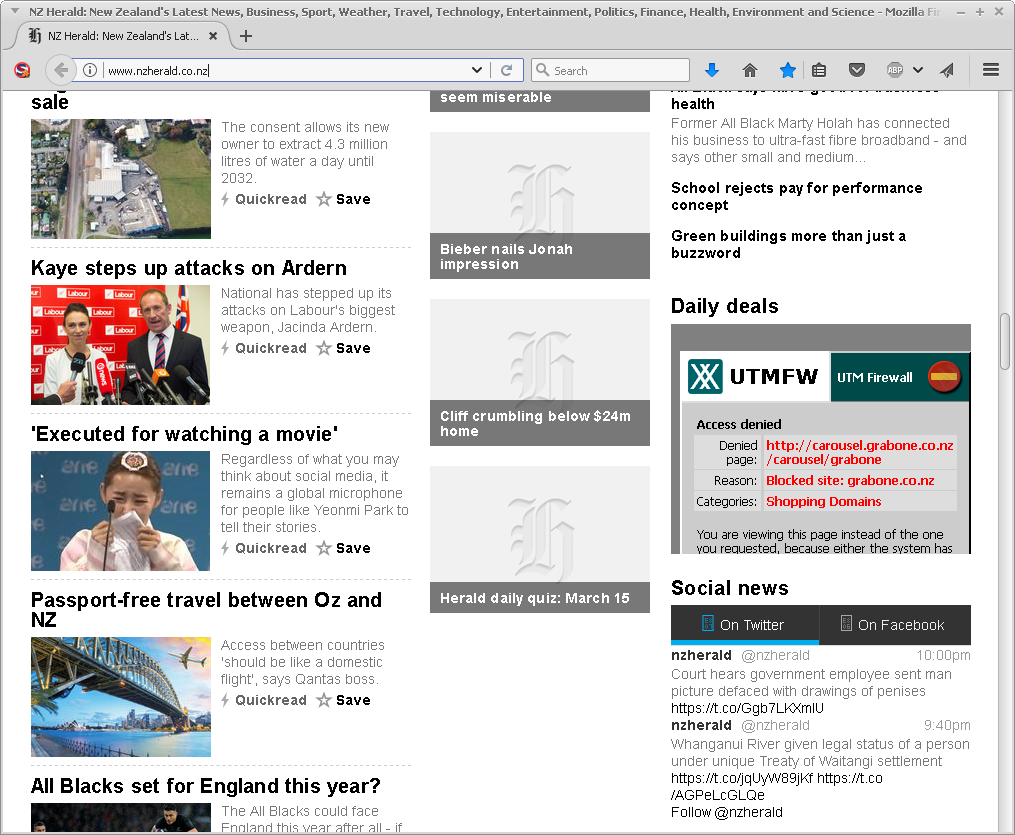 NZ Herald: New Zealand's Latest News, Business, Sport, Weather, Travel, Technology, Entertainment, Politics, Finance, Health, Environment and Science - Mozilla
NZ Herald: New Zealand's Lat...
www.nzherald.co.nz
Search
ABP
sale
The consent allows its new
owner to extract 4.3 million
litres of water a day until
2032.
Quickread Save
Kaye steps up attacks on Ardern
Labour
Labour
Labour
National has stepped up its
attacks on Labour's biggest
weapon, Jacinda Ardern.
Quickread Save
'Executed for watching a movie'
Regardless of what you may
think about social media, it
remains a global microphone
for people like Yeonmi Park to
tell their stories.
Quickread Save
Passport-free travel between Oz and
NZ
Access between countries
'should be like a domestic
flight', says Qantas boss.
Quickread Save
All Blacks set for England this year?
The All Blacks could face
England this year after all - if
seem miserable
Bieber nails Jonah
impression
Cliff crumbling below $24m
home
Herald daily quiz: March 15
health
Former All Black Marty Holah has connected
his business to ultra-fast fibre broadband - and
says other small and medium...
School rejects pay for performance
concept
Green buildings more than just a
buzzword
Daily deals
UTMFW
UTM Firewall
Access denied
Denied page: http://carousel.grabone.co.nz
/carousel/grabone
Reason: Blocked site: grabone.co.nz
Categories: Shopping Domains
You are viewing this page instead of the one
you requested, because either the system has
Social news
On Twitter
On Facebook
nzherald @nzherald 10:00pm
Court hears government employee sent man
picture defaced with drawings of penises
https://t.co/Ggb7LKXmIU
nzherald @nzherald 9:40pm
Whanganui River given legal status of a person
under unique Treaty of Waitangi settlement
https://t.co/jqUyW89jKf https://t.co
/AGPeLcGLQe
Follow @nzherald